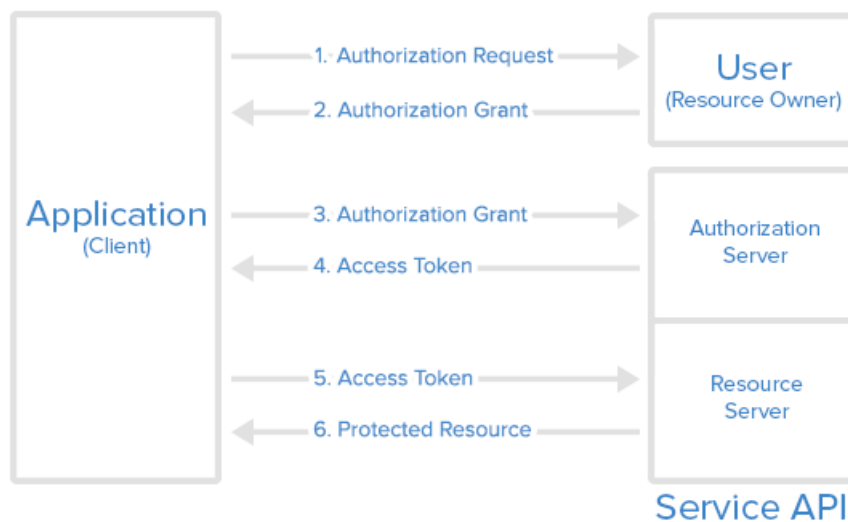 1. Authorization Request
User
(Resource Owner)
2. Authorization Grant
Application
(Client)
3. Authorization Grant
Authorization
Server
4. Access Token
5. Access Token
Resource
Server
6. Protected Resource
Service API